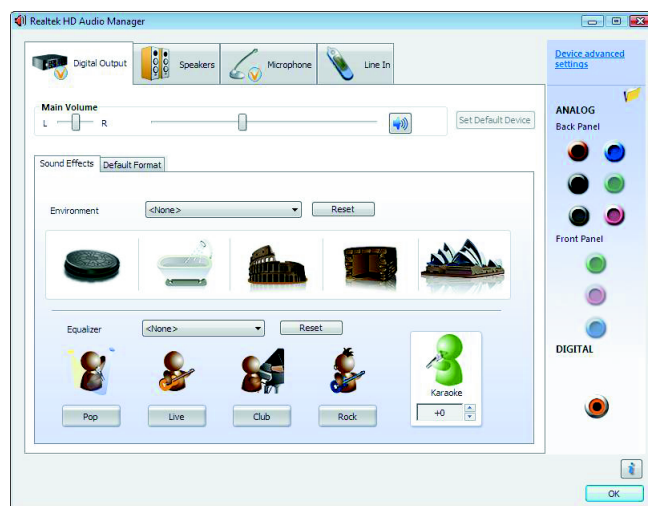 Realtek HD Audio Manager
Digital Output
Speakers
Microphone
Line In
Device advanced
settings
Main Volume
L
R
Set Default Device
ANALOG
Back Panel
Sound Effects
Default Format
Environment
<None>
Reset
Front Panel
Equalizer
<None>
Reset
DIGITAL
Karaoke
Pop
Live
Club
Rock
+0
OK